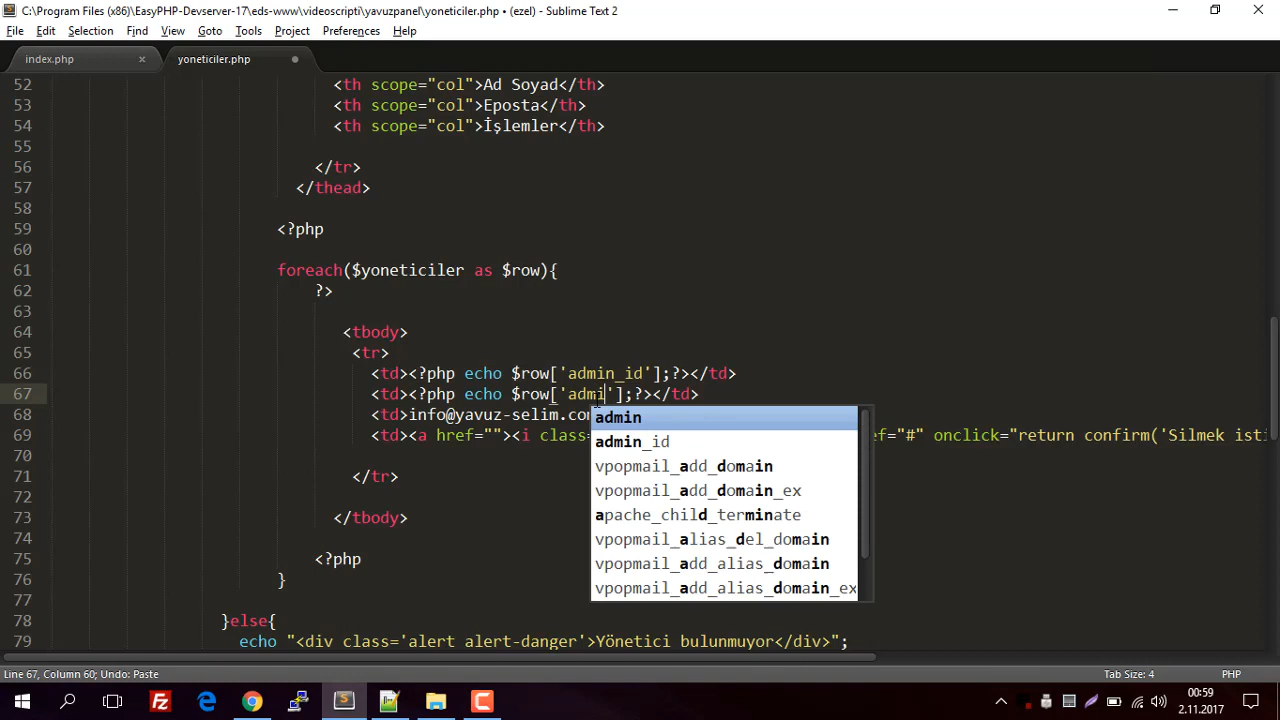 C:\Program Files (x86)\EasyPHP-Devserver-17\eds-www\videoscripti\yavuzpanel\yoneticiler.php • (ezel) - Sublime Text 2
File Edit Selection Find View Goto Tools Project Preferences Help
index.php × yoneticiler.php
52 <th scope="col">Ad Soyad</th>
53 <th scope="col">Eposta</th>
54 <th scope="col">İşlemler</th>
55
56 </tr>
57 </thead>
58
59 <?php
60
61 foreach($yoneticiler as $row){
62 ?>
63
64 <tbody>
65 <tr>
66 <td><?php echo $row['admin_id'];?></td>
67 <td><?php echo $row['admi'];?></td>
68 <td>info@yavuz-selim.com
69 <td><a href=""><i class= ef="#" onclick="return confirm('Silmek isti
70
71 </tr>
72
73 </tbody>
74
75 <?php
76 }
77
78 }else{
79 echo "<div class='alert alert-danger'>Yönetici bulunmuyor</div>";
admin
admin_id
vpopmail_add_domain
vpopmail_add_domain_ex
apache_child_terminate
vpopmail_alias_del_domain
vpopmail_add_alias_domain
vpopmail_add_alias_domain_ex
Line 67, Column 60; Undo: Paste Tab Size: 4 PHP
00:59
2.11.2017